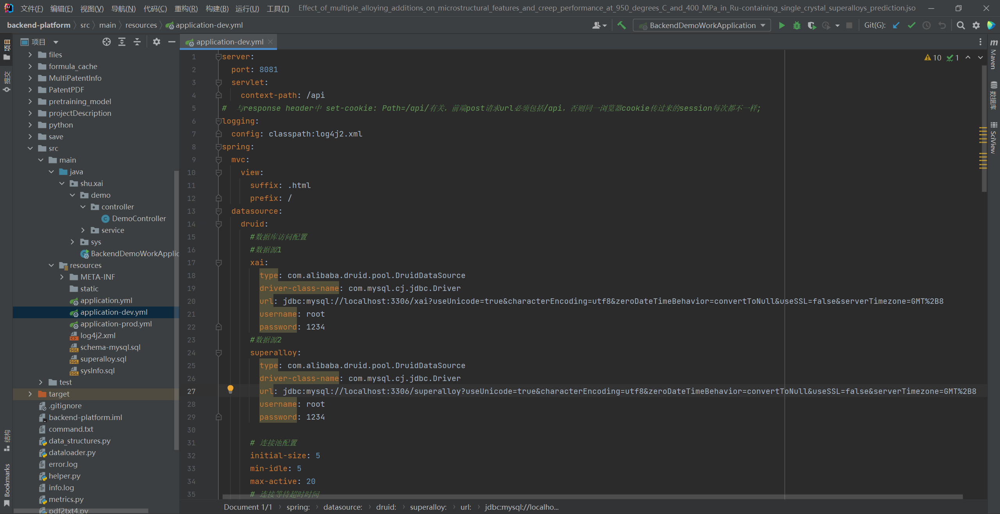 文件(F) 编辑(E) 视图(V) 导航(N) 代码(C) 重构(R) 构建(B) 运行(U) 工具(T) Effect_of_multiple_alloying_additions_on_microstructural_features_and_creep_performance_at_950_degrees_C_and_400_MPa_in_Ru-containing_single_crystal_superalloys_prediction.jso
backend-platform src main resources application-dev.yml BackendDemoWorkApplication Git(G):
项目
提交
结构
Bookmarks
项目
files
formula_cache
MultiPatentInfo
PatentPDF
pretraining_model
projectDescription
python
save
src
main
java
shu.xai
demo
controller
DemoController
service
sys
BackendDemoWorkApplic
resources
META-INF
static
application.yml
application-dev.yml
application-prod.yml
log4j2.xml
schema-mysql.sql
superalloy.sql
sysInfo.sql
test
target
.gitignore
backend-platform.iml
command.txt
data_structures.py
dataloader.py
error.log
helper.py
info.log
metrics.py
pdf2txt4.py
application-dev.yml
10 1
1 server:
2 port: 8081
3 servlet:
4 context-path: /api
5 # 与response header中 set-cookie: Path=/api/有关，前端post请求url必须包括/api，否则同一浏览器cookie传过来的session每次都不一样;
6 logging:
7 config: classpath:log4j2.xml
8 spring:
9 mvc:
10 view:
11 suffix: .html
12 prefix: /
13 datasource:
14 druid:
15 #数据库访问配置
16 #数据源1
17 xai:
18 type: com.alibaba.druid.pool.DruidDataSource
19 driver-class-name: com.mysql.cj.jdbc.Driver
20 url: jdbc:mysql://localhost:3306/xai?useUnicode=true&characterEncoding=utf8&zeroDateTimeBehavior=convertToNull&useSSL=false&serverTimezone=GMT%2B8
21 username: root
22 password: 1234
23 #数据源2
24 superalloy:
25 type: com.alibaba.druid.pool.DruidDataSource
26 driver-class-name: com.mysql.cj.jdbc.Driver
27 url: jdbc:mysql://localhost:3306/superalloy?useUnicode=true&characterEncoding=utf8&zeroDateTimeBehavior=convertToNull&useSSL=false&serverTimezone=GMT%2B8
28 username: root
29 password: 1234
30
31 # 连接池配置
32 initial-size: 5
33 min-idle: 5
34 max-active: 20
35 # 连接等待超时时间
Document 1/1 spring: datasource: druid: superalloy: url: jdbc:mysql://localho...
Maven
数据库
SciView